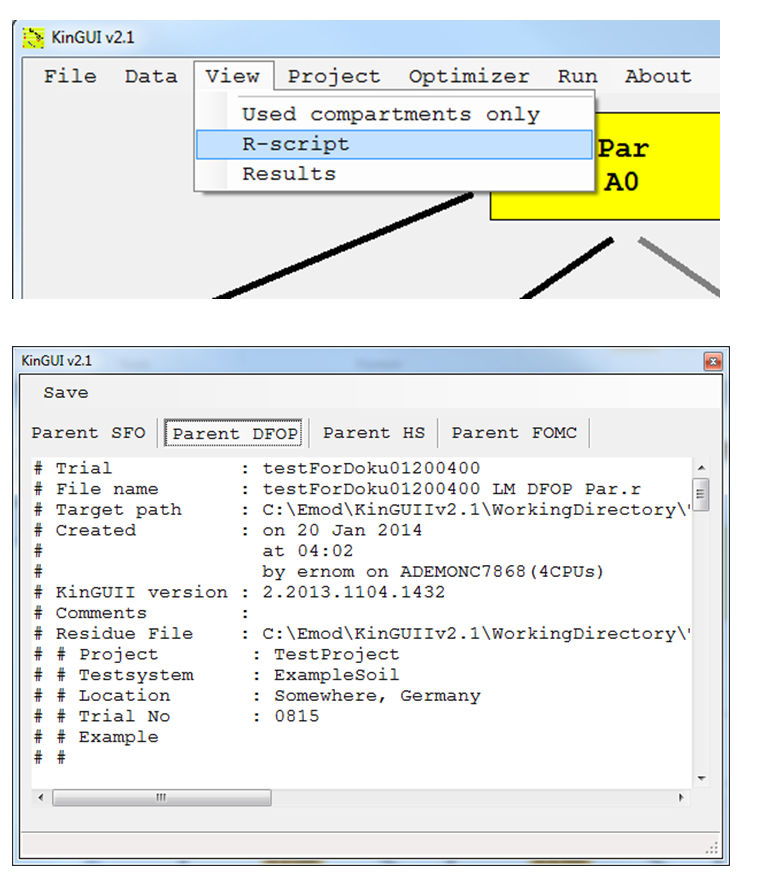 KinGUI v2.1
File Data View Project Optimizer Run About
Used compartments only
R-script
Results
Par
A0
KinGUI v2.1
Save
Parent SFO Parent DFOP Parent HS Parent FOMC
# Trial : testForDoku01200400
# File name : testForDoku01200400 LM DFOP Par.r
# Target path : C:\Emod\KinGUIIv2.1\WorkingDirectory\
# Created : on 20 Jan 2014
# at 04:02
# by ernom on ADEMONC7868(4CPUs)
# KinGUII version : 2.2013.1104.1432
# Comments :
# Residue File : C:\Emod\KinGUIIv2.1\WorkingDirectory\
# # Project : TestProject
# # Testsystem : ExampleSoil
# # Location : Somewhere, Germany
# # Trial No : 0815
# # Example
# #